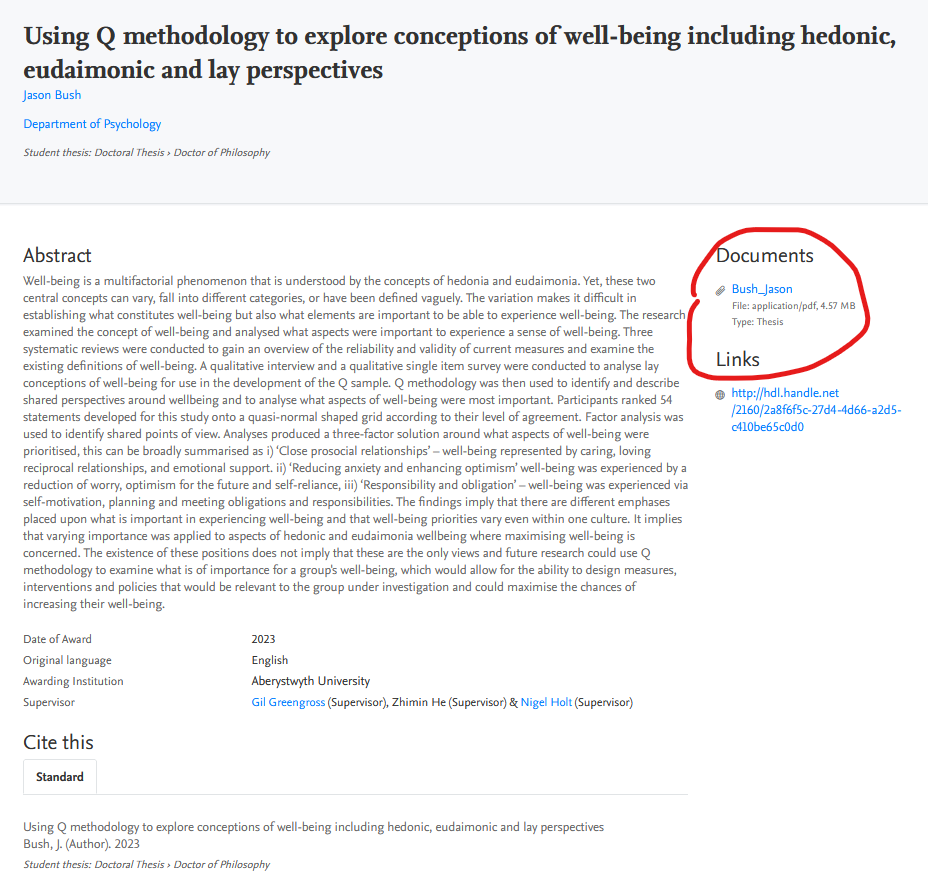 Using Q methodology to explore conceptions of well-being including hedonic,
eudaimonic and lay perspectives
Jason Bush
Department of Psychology
Student thesis: Doctoral Thesis › Doctor of Philosophy
Abstract
Well-being is a multifactorial phenomenon that is understood by the concepts of hedonia and eudaimonia. Yet, these two
central concepts can vary, fall into different categories, or have been defined vaguely. The variation makes it difficult in
establishing what constitutes well-being but also what elements are important to be able to experience well-being. The research
examined the concept of well-being and analysed what aspects were important to experience a sense of well-being. Three
systematic reviews were conducted to gain an overview of the reliability and validity of current measures and examine the
existing definitions of well-being. A qualitative interview and a qualitative single item survey were conducted to analyse lay
conceptions of well-being for use in the development of the Q sample. Q methodology was then used to identify and describe
shared perspectives around wellbeing and to analyse what aspects of well-being were most important. Participants ranked 54
statements developed for this study onto a quasi-normal shaped grid according to their level of agreement. Factor analysis was
used to identify shared points of view. Analyses produced a three-factor solution around what aspects of well-being were
prioritised, this can be broadly summarised as i) ‘Close prosocial relationships’ – well-being represented by caring, loving
reciprocal relationships, and emotional support. ii) ‘Reducing anxiety and enhancing optimism’ well-being was experienced by a
reduction of worry, optimism for the future and self-reliance, iii) ‘Responsibility and obligation’ – well-being was experienced via
self-motivation, planning and meeting obligations and responsibilities. The findings imply that there are different emphases
placed upon what is important in experiencing well-being and that well-being priorities vary even within one culture. It implies
that varying importance was applied to aspects of hedonic and eudaimonia wellbeing where maximising well-being is
concerned. The existence of these positions does not imply that these are the only views and future research could use Q
methodology to examine what is of importance for a group's well-being, which would allow for the ability to design measures,
interventions and policies that would be relevant to the group under investigation and could maximise the chances of
increasing their well-being.
Date of Award 2023
Original language English
Awarding Institution Aberystwyth University
Supervisor Gil Greengross (Supervisor), Zhimin He (Supervisor) & Nigel Holt (Supervisor)
Cite this
Standard
Using Q methodology to explore conceptions of well-being including hedonic, eudaimonic and lay perspectives
Bush, J. (Author). 2023
Student thesis: Doctoral Thesis › Doctor of Philosophy
Documents
Bush_Jason
File: application/pdf, 4.57 MB
Type: Thesis
Links
http://hdl.handle.net
/2160/2a8f6f5c-27d4-4d66-a2d5-
c410be65c0d0